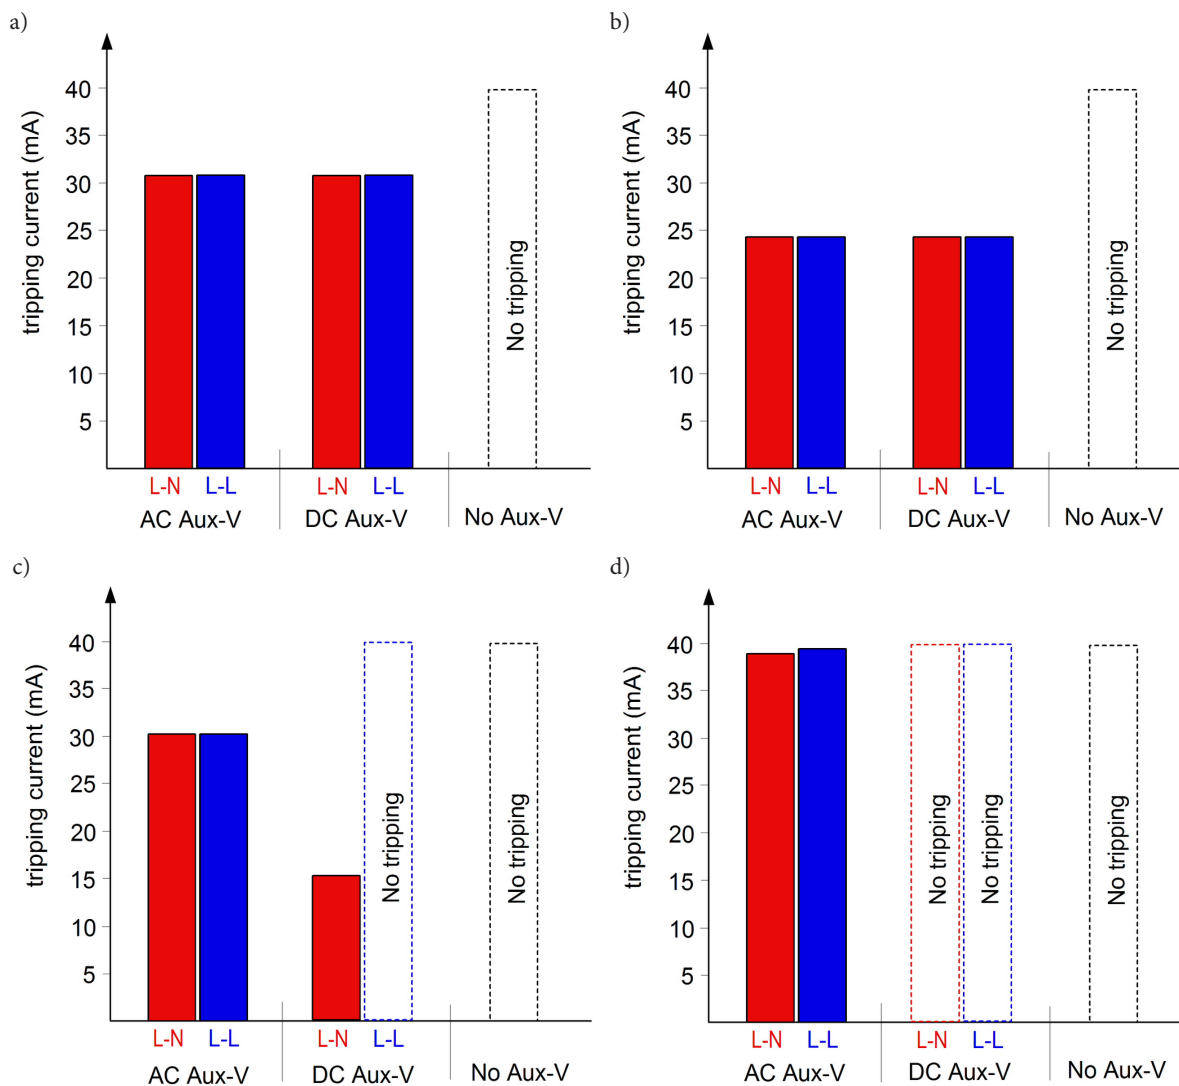 a)
tripping current (mA)
40
35
30
25
20
15
10
5
No tripping
L-N L-L L-N L-L
AC Aux-V DC Aux-V No Aux-V
b)
tripping current (mA)
40
35
30
25
20
15
10
5
No tripping
L-N L-L L-N L-L
AC Aux-V DC Aux-V No Aux-V
c)
tripping current (mA)
40
35
30
25
20
15
10
5
No tripping
No tripping
L-N L-L L-N L-L
AC Aux-V DC Aux-V No Aux-V
d)
tripping current (mA)
40
35
30
25
20
15
10
5
No tripping
No tripping
No tripping
L-N L-L L-N L-L
AC Aux-V DC Aux-V No Aux-V